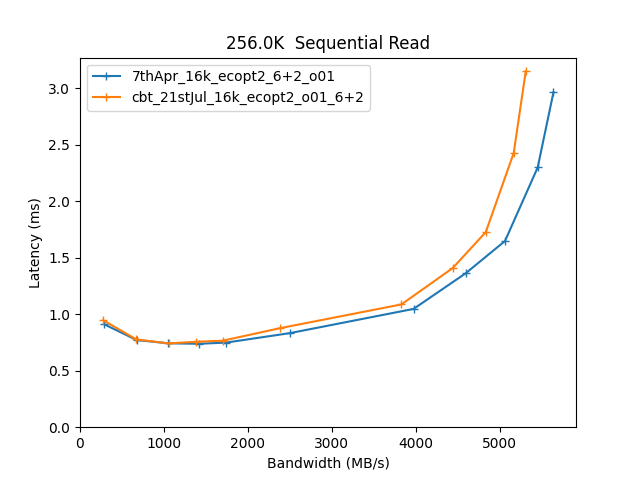 256.0K  Sequential Read
7thApr_16k_ecopt2_6+2_o01
cbt_21stJul_16k_ecopt2_o01_6+2
3.0
2.5
2.0
1.5
1.0
0.5
0.0
Latency (ms)
0 1000 2000 3000 4000 5000
Bandwidth (MB/s)